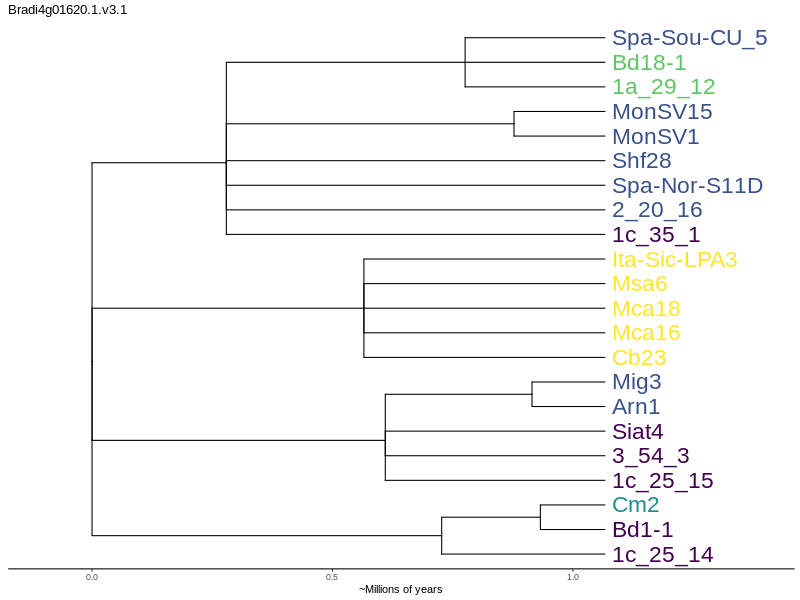 Bradi4g01620.1.v3.1
Spa-Sou-CU_5
Bd18-1
1a_29_12
MonSV15
MonSV1
Shf28
Spa-Nor-S11D
2_20_16
1c_35_1
Ita-Sic-LPA3
Msa6
Mca18
Mca16
Cb23
Mig3
Arn1
Siat4
3_54_3
1c_25_15
Cm2
Bd1-1
1c_25_14
0.0 0.5 1.0
~Millions of years